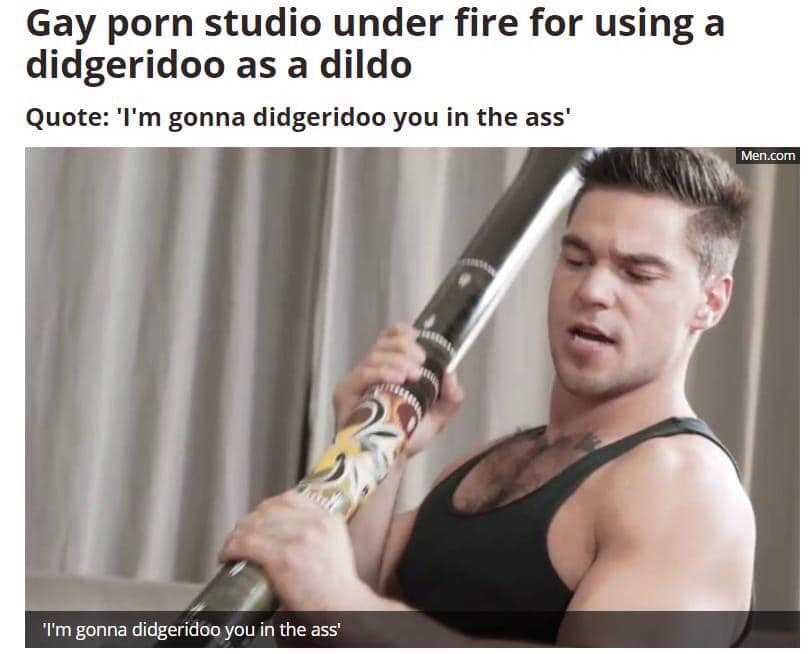 Gay porn studio under fire for using a
didgeridoo as a dildo
Quote: 'I'm gonna didgeridoo you in the ass'
Men.com
'I'm gonna didgeridoo you in the ass'